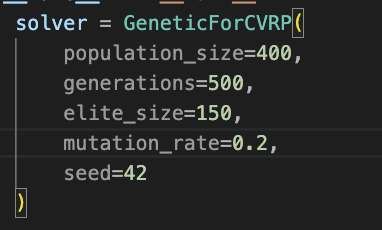 solver = GeneticForCVRP(
population_size=400,
generations=500,
elite_size=150,
mutation_rate=0.2,
seed=42
)